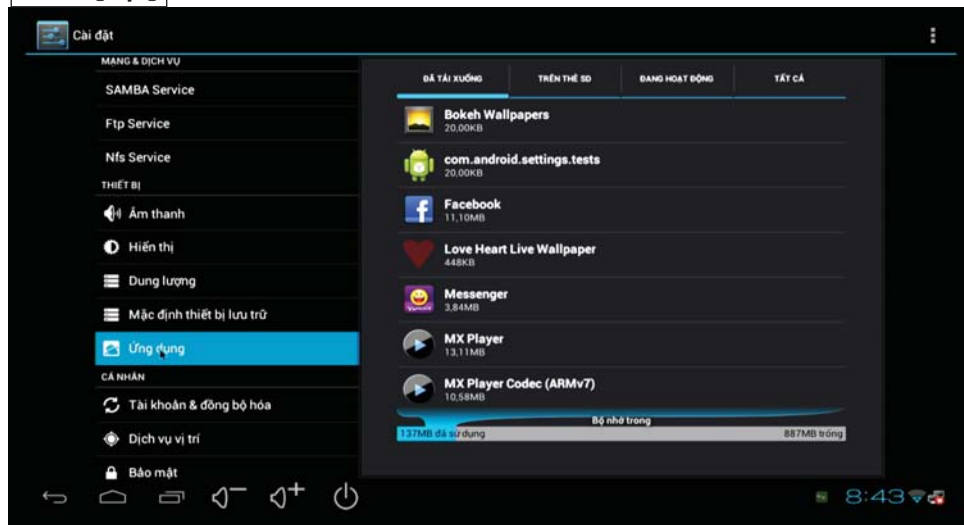 Cài đặt
MẠNG & DỊCH VỤ
SAMBA Service
Ftp Service
Nfs Service
THIẾT BỊ
Âm thanh
Hiển thị
Dung lượng
Mặc định thiết bị lưu trữ
Ứng dụng
CÁ NHÂN
Tài khoản & đồng bộ hóa
Dịch vụ vị trí
Bảo mật
ĐÃ TẢI XUỐNG TRÊN THẺ SD ĐANG HOẠT ĐỘNG TẤT CẢ
Bokeh Wallpapers
20,00KB
com.android.settings.tests
20,00KB
Facebook
11,10MB
Love Heart Live Wallpaper
448KB
Messenger
3,84MB
MX Player
13,11MB
MX Player Codec (ARMv7)
10,58MB
Bộ nhớ trong
137MB đã sử dụng 887MB trống
8:43